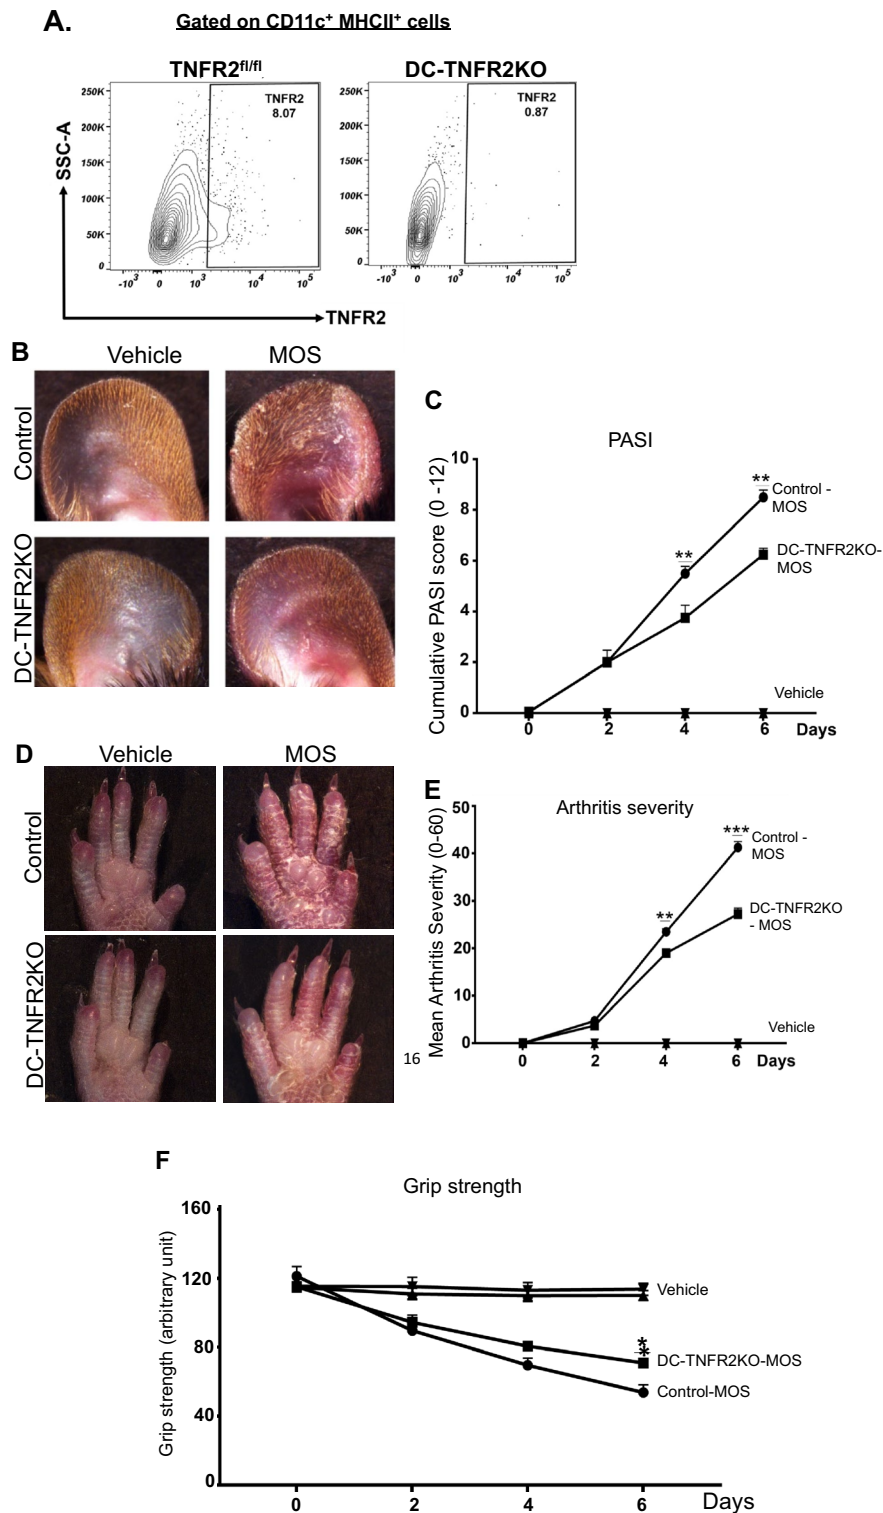 A.
Gated on CD11c⁺ MHCII⁺ cells
TNFR2fl/fl
DC-TNFR2KO
SSC-A
250K
200K
150K
100K
50K
0
TNFR2
8.07
-10³ 0 10³ 10⁴ 10⁵
250K
200K
150K
100K
50K
0
TNFR2
0.87
-10³ 0 10³ 10⁴ 10⁵
TNFR2
B
Vehicle
MOS
Control
DC-TNFR2KO
C
PASI
Cumulative PASI score (0 -12)
10
8
6
4
2
0
**
**
Control -
MOS
DC-TNFR2KO-
MOS
Vehicle
0 2 4 6 Days
D
Vehicle
MOS
Control
DC-TNFR2KO
16
E
Arthritis severity
Mean Arthritis Severity (0-60)
50
40
30
20
10
0
**
***
Control -
MOS
DC-TNFR2KO
- MOS
Vehicle
0 2 4 6 Days
F
Grip strength
Grip strength (arbitrary unit)
160
120
80
40
0
Vehicle
**
DC-TNFR2KO-MOS
Control-MOS
0 2 4 6 Days